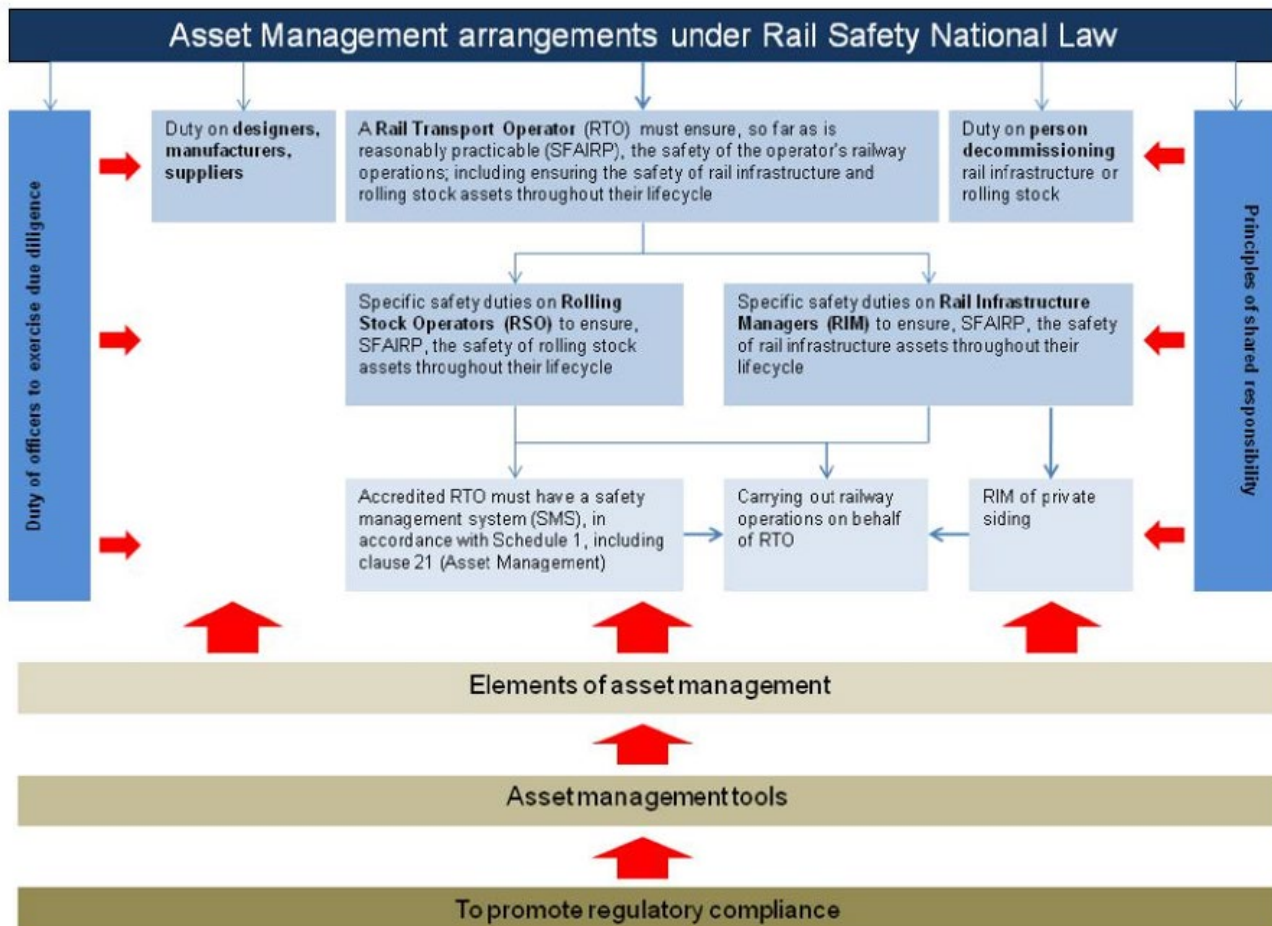 Asset Management arrangements under Rail Safety National Law
Duty of officers to exercise due diligence
Duty on designers,
manufacturers,
suppliers
A Rail Transport Operator (RTO) must ensure, so far as is
reasonably practicable (SFAIRP), the safety of the operator's railway
operations; including ensuring the safety of rail infrastructure and
rolling stock assets throughout their lifecycle
Duty on person
decommissioning
rail infrastructure or
rolling stock
Principles of shared responsibility
Specific safety duties on Rolling
Stock Operators (RSO) to ensure,
SFAIRP, the safety of rolling stock
assets throughout their lifecycle
Specific safety duties on Rail Infrastructure
Managers (RIM) to ensure, SFAIRP, the safety
of rail infrastructure assets throughout their
lifecycle
Accredited RTO must have a safety
management system (SMS), in
accordance with Schedule 1, including
clause 21 (Asset Management)
Carrying out railway
operations on behalf
of RTO
RIM of private
siding
Elements of asset management
Asset management tools
To promote regulatory compliance